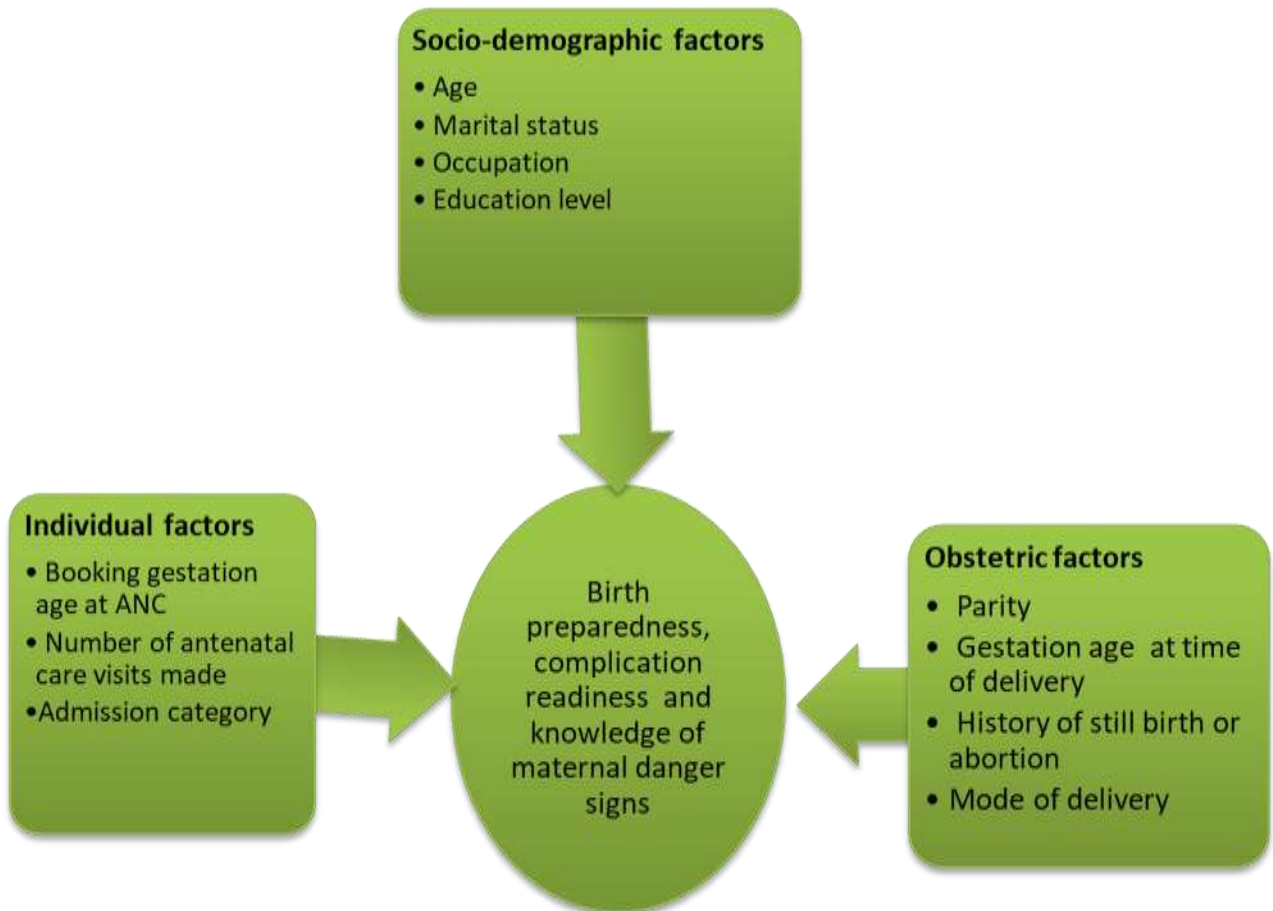 Socio-demographic factors
• Age
• Marital status
• Occupation
• Education level
Individual factors
• Booking gestation
age at ANC
• Number of antenatal
care visits made
•Admission category
Birth
preparedness,
complication
readiness and
knowledge of
maternal danger
signs
Obstetric factors
• Parity
• Gestation age at time
of delivery
• History of still birth or
abortion
• Mode of delivery